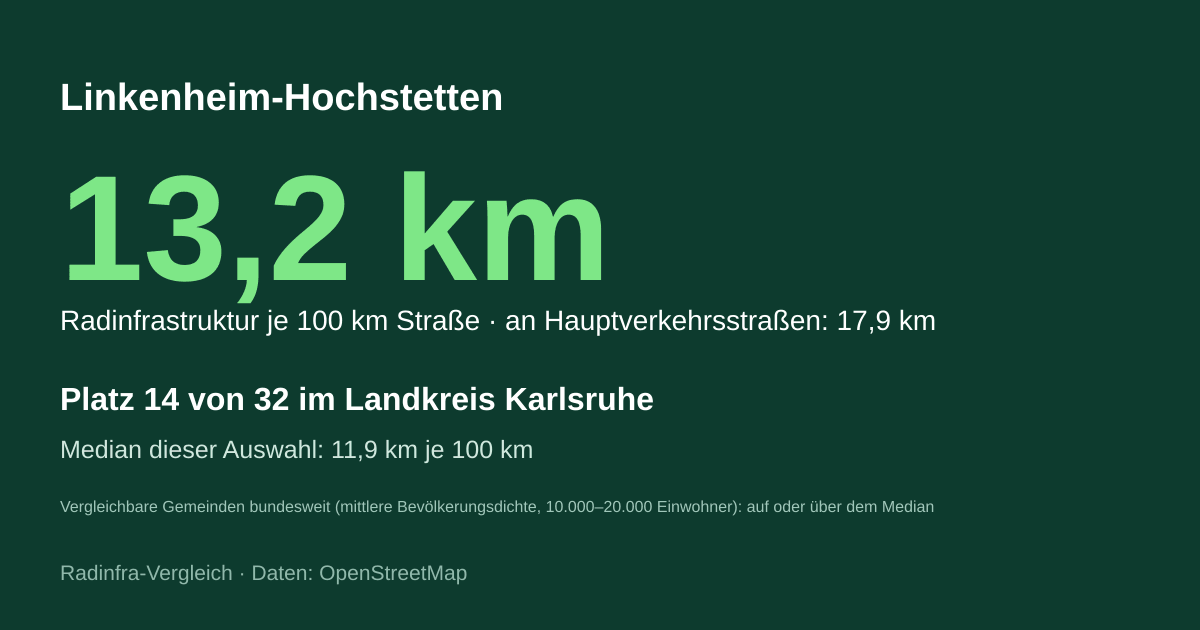 Linkenheim-Hochstetten
13,2 km
Radinfrastruktur je 100 km Straße · an Hauptverkehrsstraßen: 17,9 km
Platz 14 von 32 im Landkreis Karlsruhe
Median dieser Auswahl: 11,9 km je 100 km
Vergleichbare Gemeinden bundesweit (mittlere Bevölkerungsdichte, 10.000–20.000 Einwohner): auf oder über dem Median
Radinfra-Vergleich · Daten: OpenStreetMap